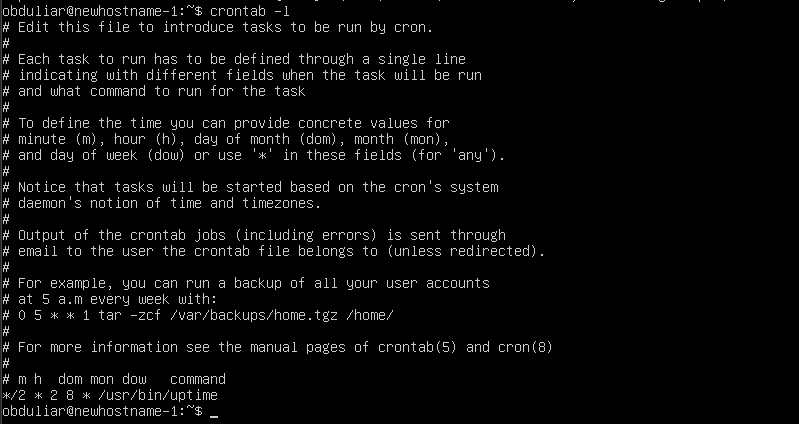 obduliar@newhostname-1:~$ crontab -l
# Edit this file to introduce tasks to be run by cron.
#
# Each task to run has to be defined through a single line
# indicating with different fields when the task will be run
# and what command to run for the task
#
# To define the time you can provide concrete values for
# minute (m), hour (h), day of month (dom), month (mon),
# and day of week (dow) or use '*' in these fields (for 'any').
#
# Notice that tasks will be started based on the cron's system
# daemon's notion of time and timezones.
#
# Output of the crontab jobs (including errors) is sent through
# email to the user the crontab file belongs to (unless redirected).
#
# For example, you can run a backup of all your user accounts
# at 5 a.m every week with:
# 0 5 * * 1 tar -zcf /var/backups/home.tgz /home/
#
# For more information see the manual pages of crontab(5) and cron(8)
#
# m h  dom mon dow   command
*/2 * 2 8 * /usr/bin/uptime
obduliar@newhostname-1:~$ _